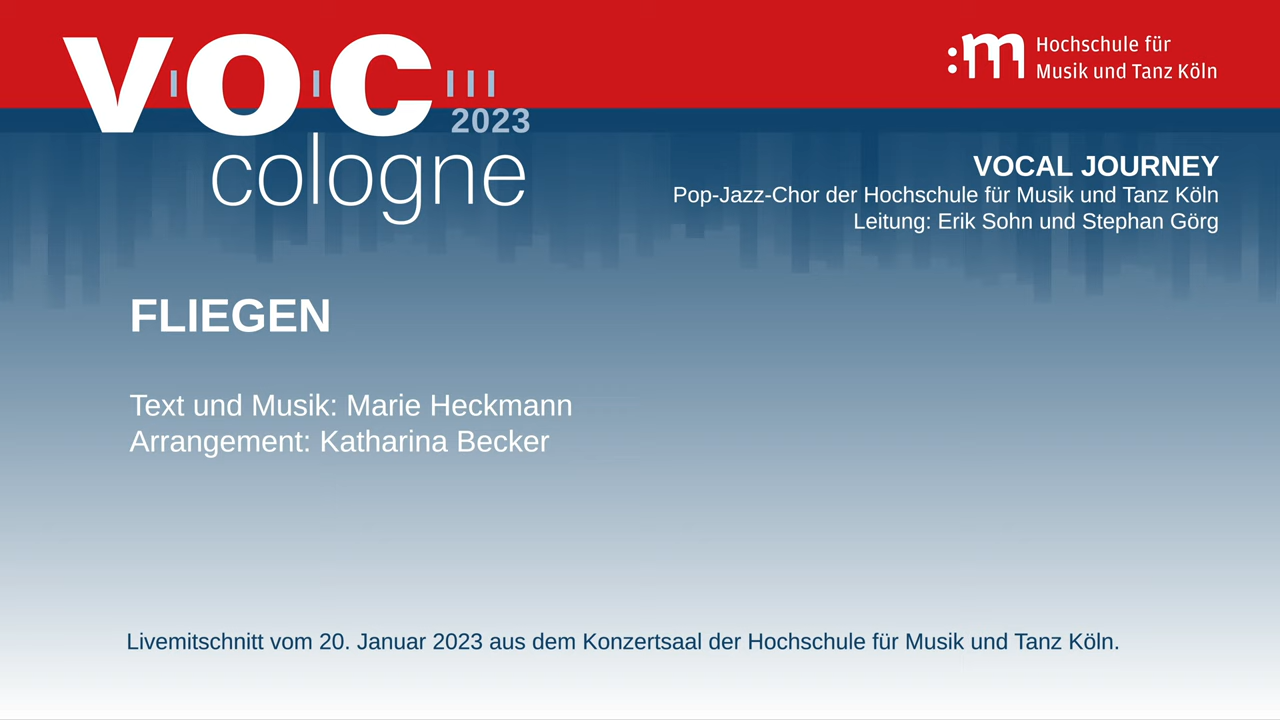 voc
2023
cologne
:m Hochschule für
Musik und Tanz Köln
VOCAL JOURNEY
Pop-Jazz-Chor der Hochschule für Musik und Tanz Köln
Leitung: Erik Sohn und Stephan Görg
FLIEGEN
Text und Musik: Marie Heckmann
Arrangement: Katharina Becker
Livemitschnitt vom 20. Januar 2023 aus dem Konzertsaal der Hochschule für Musik und Tanz Köln.